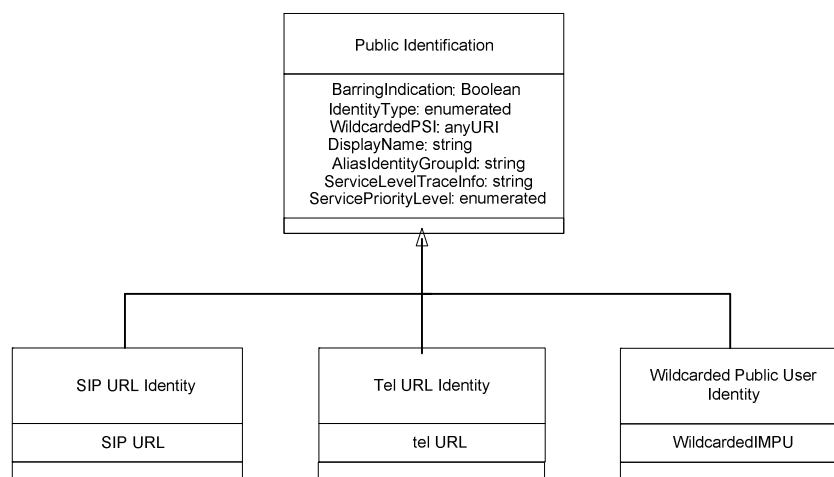 Public Identification
BarringIndication: Boolean
IdentityType: enumerated
WildcardedPSI: anyURI
DisplayName: string
AliasIdentityGroupId: string
ServiceLevelTraceInfo: string
ServicePriorityLevel: enumerated
SIP URL Identity
Tel URL Identity
Wildcarded Public User
Identity
SIP URL
tel URL
WildcardedIMPU